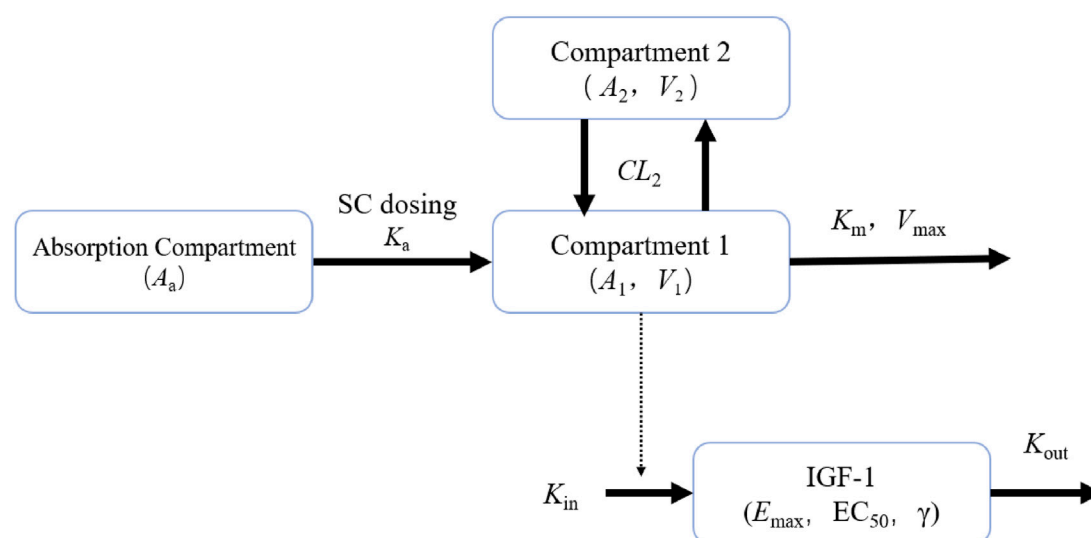 Compartment 2
（A₂， V₂）
CL₂
SC dosing
Kₐ
Absorption Compartment
(Aₐ)
Compartment 1
(A₁， V₁)
Kₘ， Vₘₐₓ
Kᵢₙ
IGF-1
(Eₘₐₓ， EC₅₀， γ)
Kₒᵤₜ